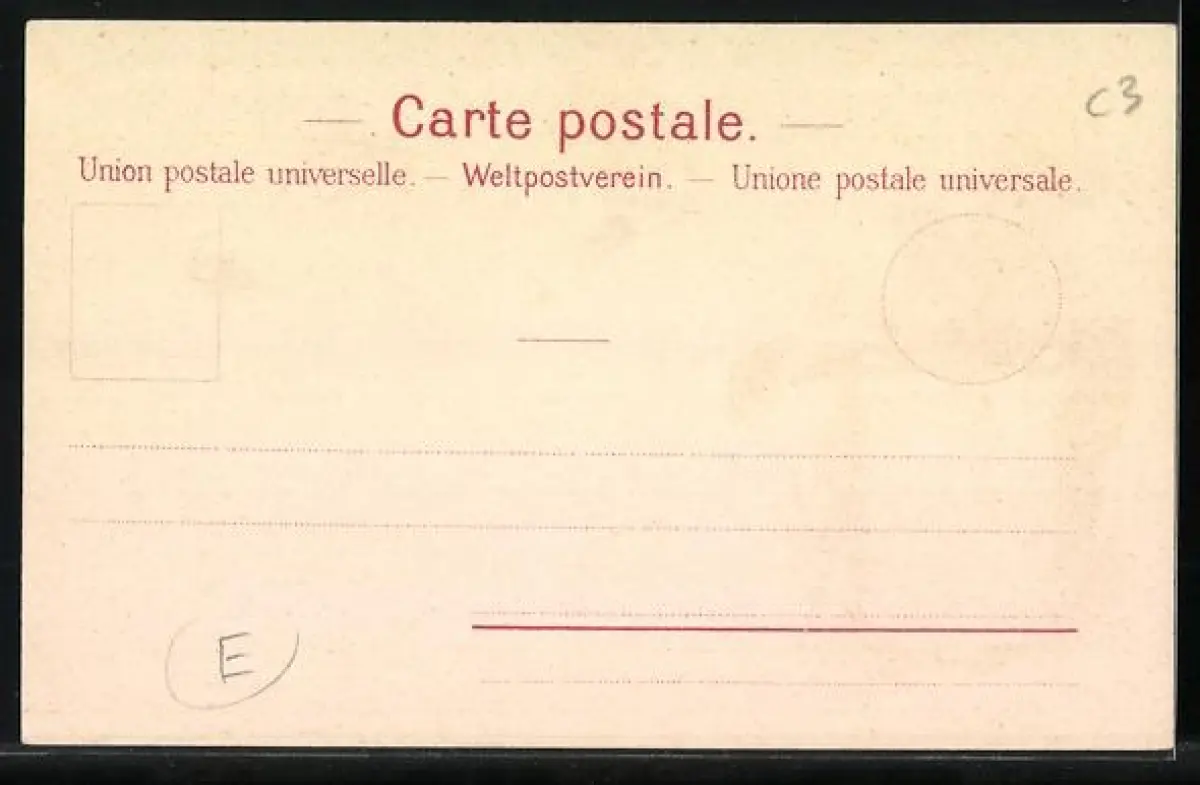 C3
— Carte postale. —
Union postale universelle. — Weltpostverein. — Unione postale universale.
E